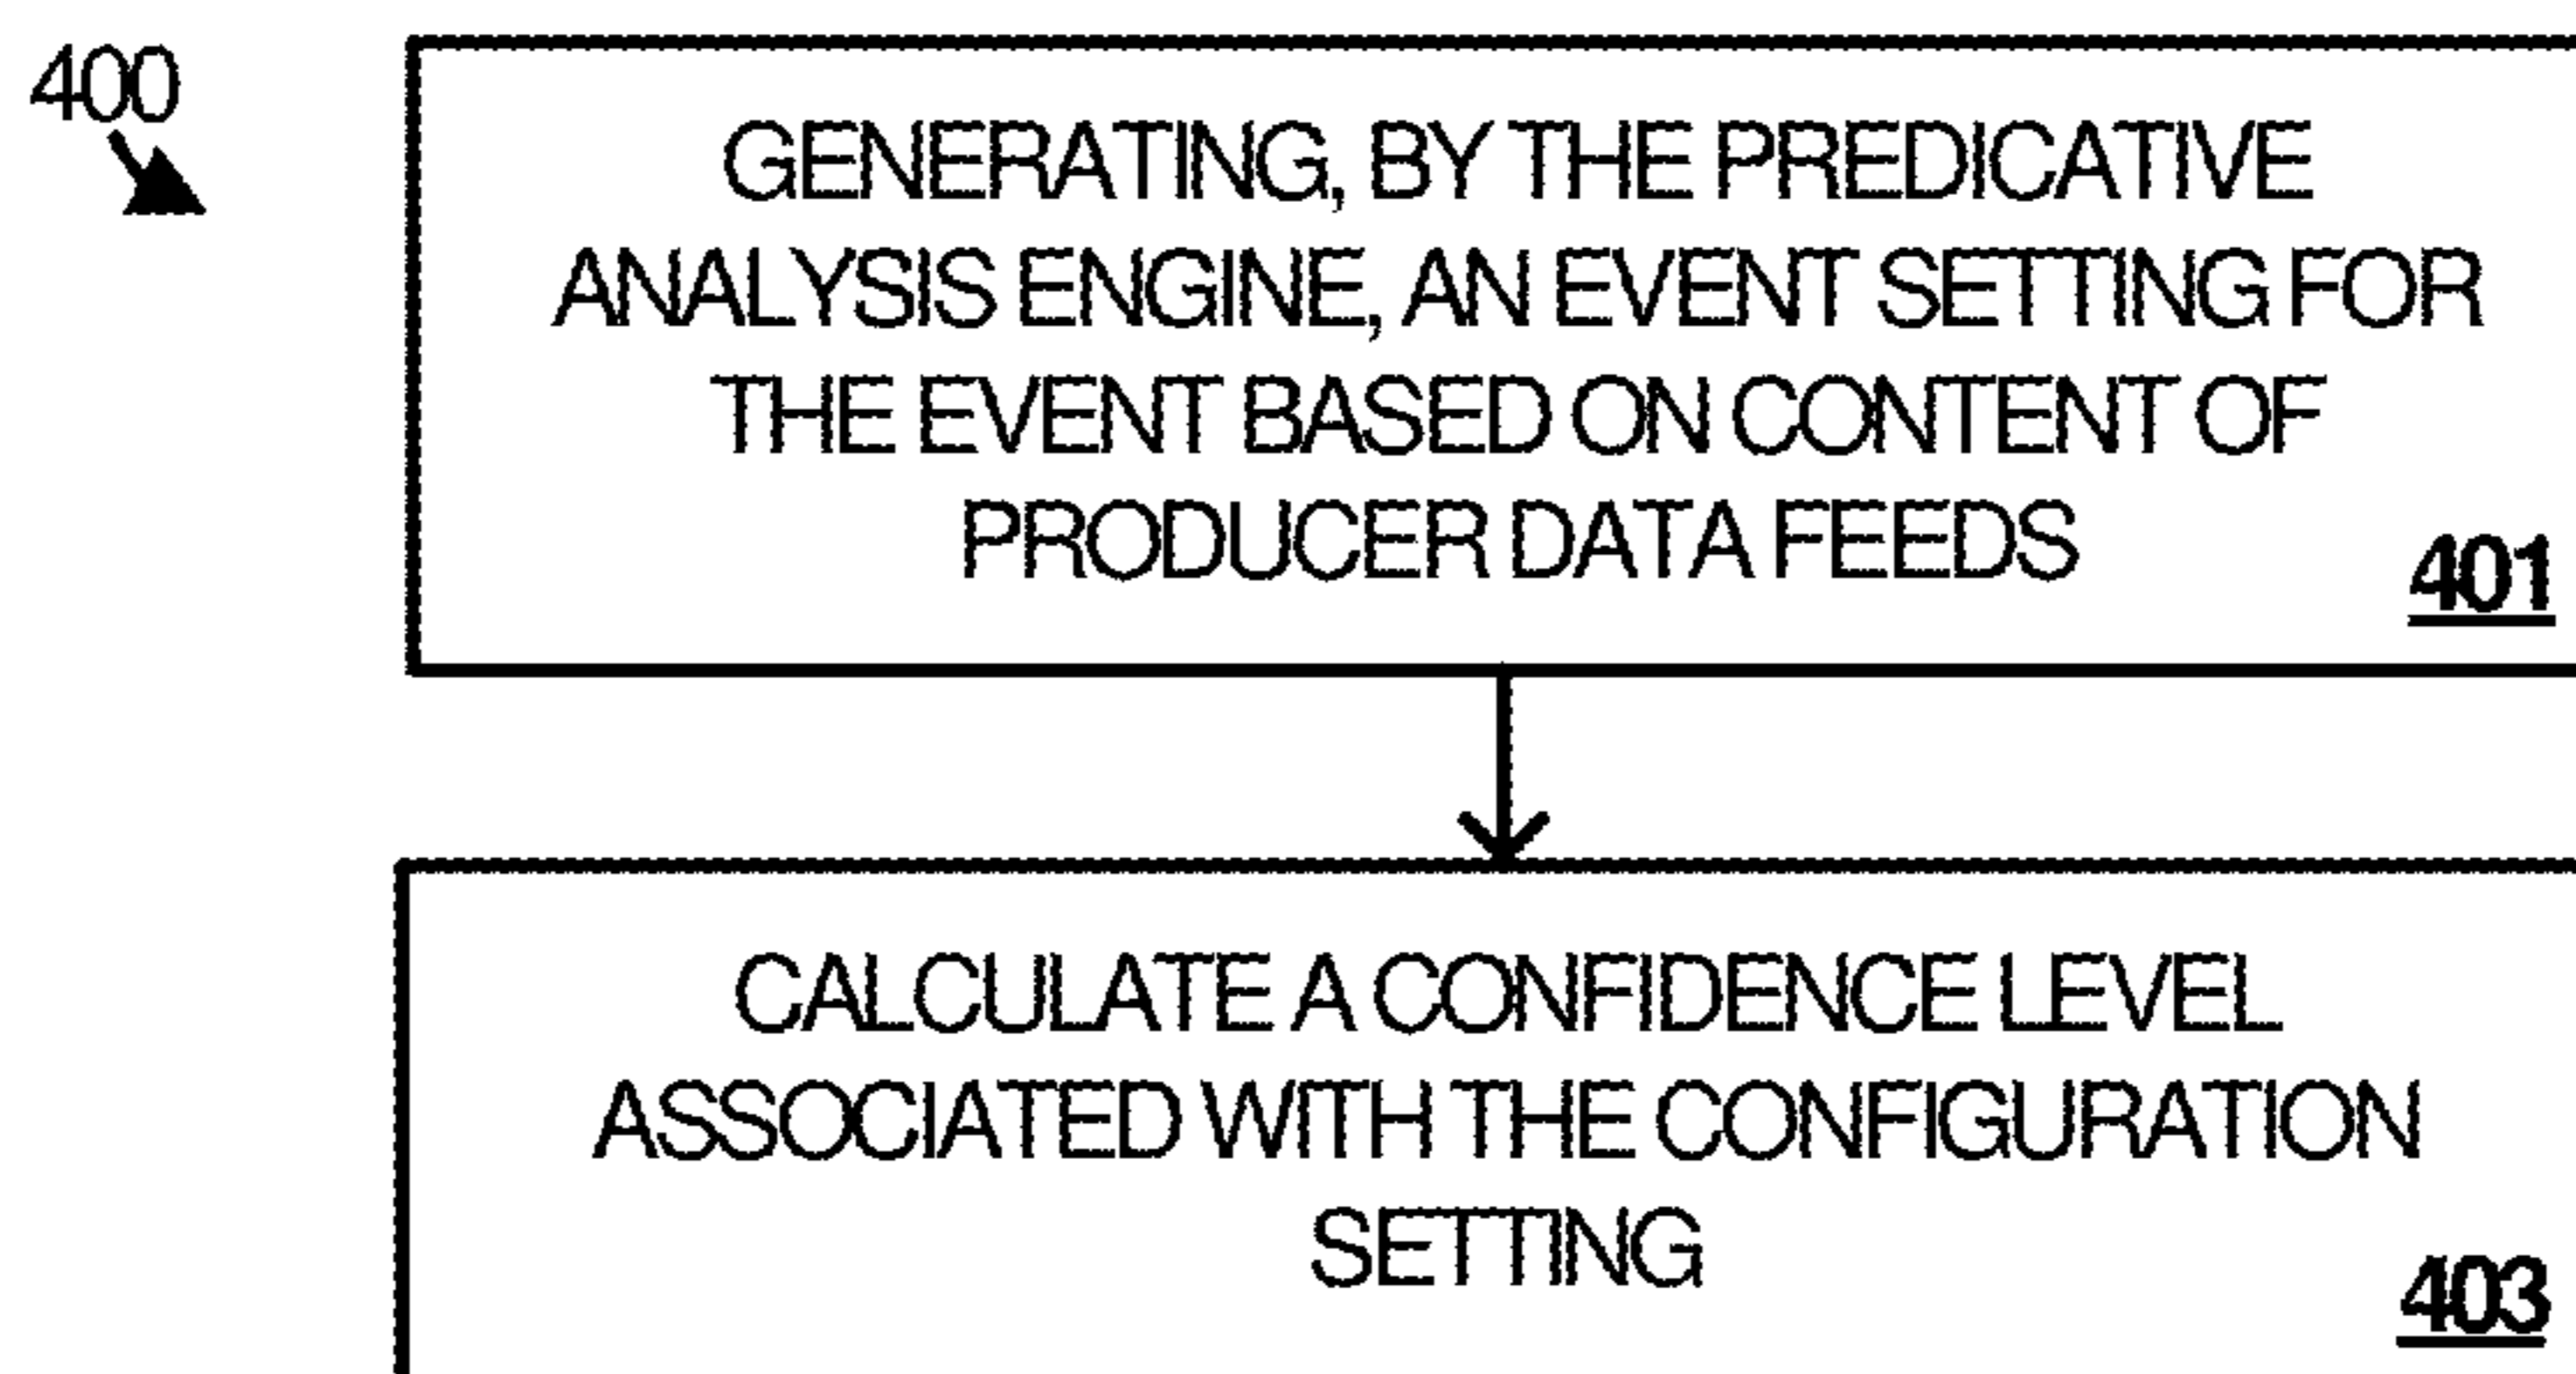 400
GENERATING, BY THE PREDICATIVE
ANALYSIS ENGINE, AN EVENT SETTING FOR
THE EVENT BASED ON CONTENT OF
PRODUCER DATA FEEDS
401
CALCULATE A CONFIDENCE LEVEL
ASSOCIATED WITH THE CONFIGURATION
SETTING
403